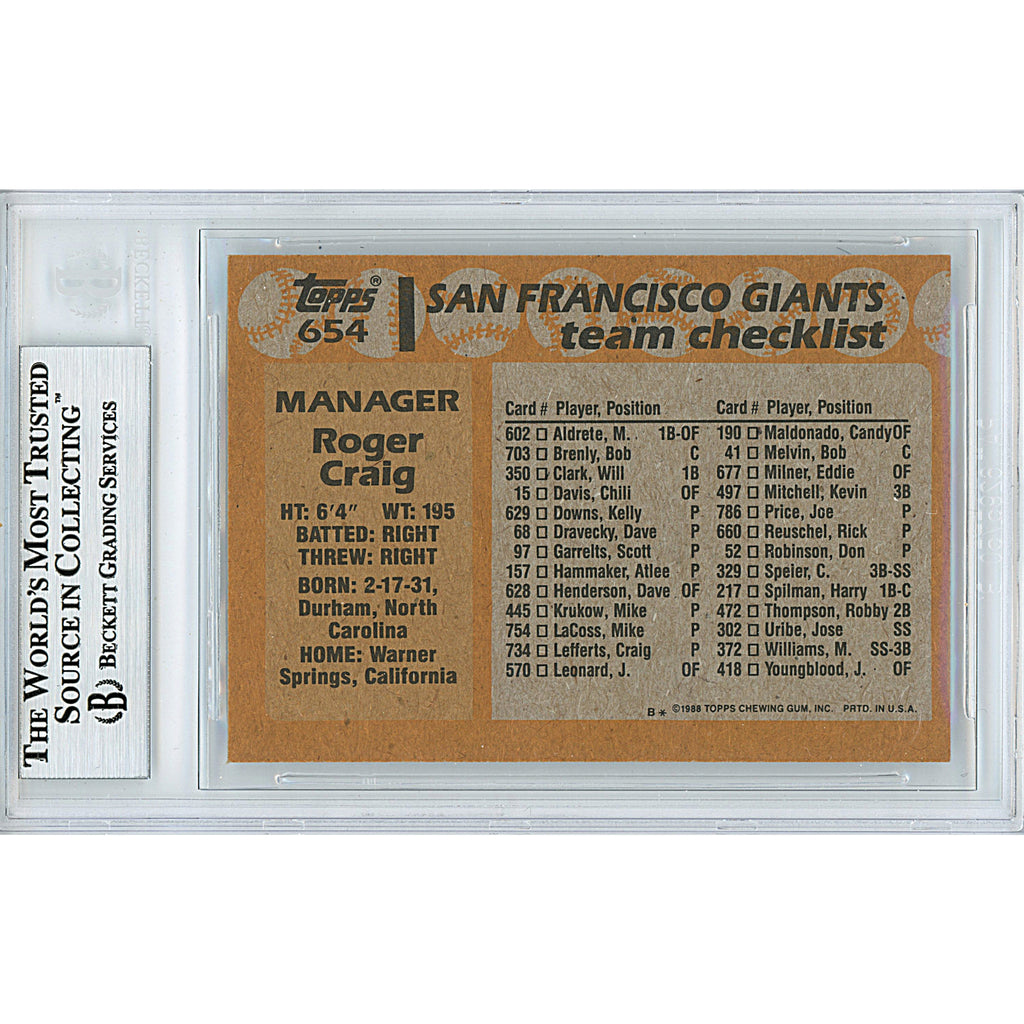 THE WORLD'S MOST TRUSTED
SOURCE IN COLLECTING™
B BECKETT GRADING SERVICES
topps®
654
SAN FRANCISCO GIANTS
team checklist
MANAGER
Roger
Craig
HT: 6'4" WT: 195
BATTED: RIGHT
THREW: RIGHT
BORN: 2-17-31,
Durham, North
Carolina
HOME: Warner
Springs, California
Card # Player, Position
602 □ Aldrete, M. 1B-OF
703 □ Brenly, Bob C
350 □ Clark, Will 1B
15 □ Davis, Chili OF
629 □ Downs, Kelly P
68 □ Dravecky, Dave P
97 □ Garrelts, Scott P
157 □ Hammaker, Atlee P
628 □ Henderson, Dave OF
445 □ Krukow, Mike P
754 □ LaCoss, Mike P
734 □ Lefferts, Craig P
570 □ Leonard, J. OF
Card # Player, Position
190 □ Maldonado, Candy OF
41 □ Melvin, Bob C
677 □ Milner, Eddie OF
497 □ Mitchell, Kevin 3B
786 □ Price, Joe P
660 □ Reuschel, Rick P
52 □ Robinson, Don P
329 □ Speier, C. 3B-SS
217 □ Spilman, Harry 1B-C
472 □ Thompson, Robby 2B
302 □ Uribe, Jose SS
372 □ Williams, M. SS-3B
418 □ Youngblood, J. OF
B* ©1988 TOPPS CHEWING GUM, INC. PRTD. IN U.S.A.